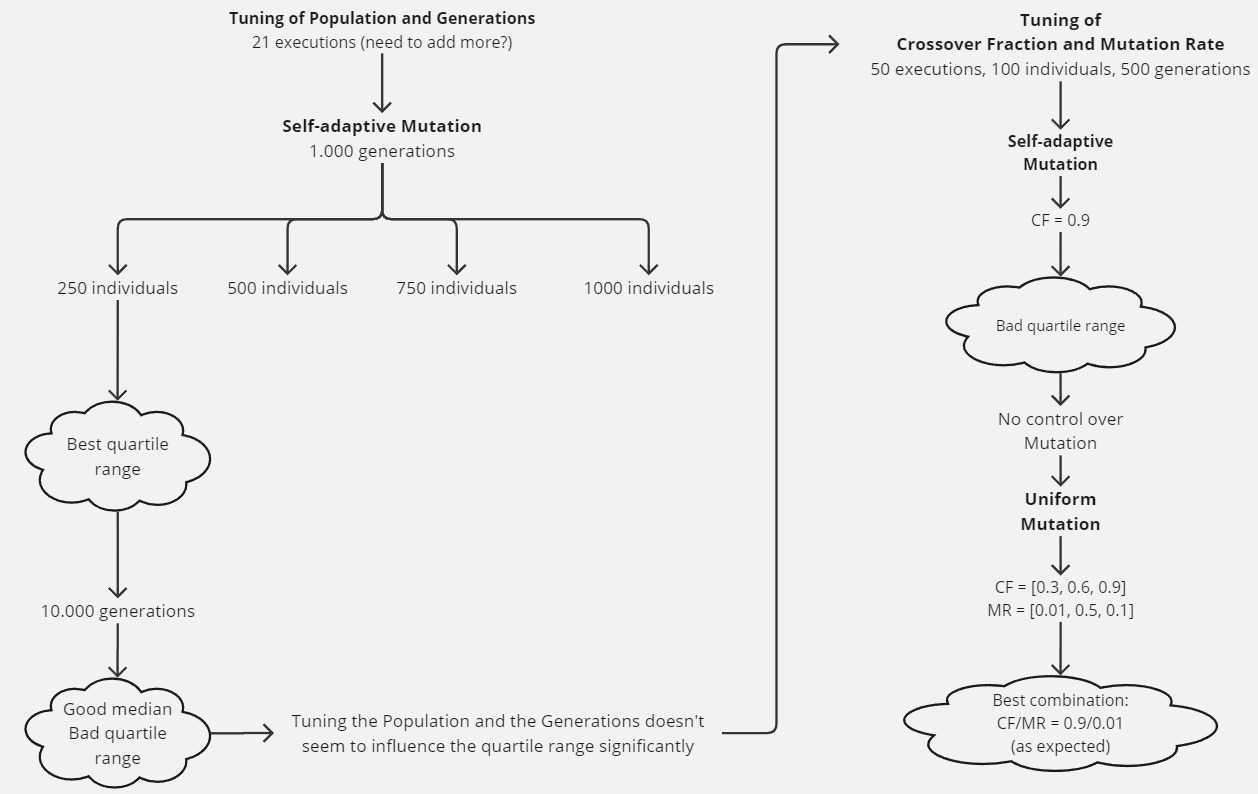 Tuning of Population and Generations
21 executions (need to add more?)
Self-adaptive Mutation
1.000 generations
250 individuals
500 individuals
750 individuals
1000 individuals
Best quartile
range
10.000 generations
Good median
Bad quartile
range
Tuning the Population and the Generations doesn't
seem to influence the quartile range significantly
Tuning of
Crossover Fraction and Mutation Rate
50 executions, 100 individuals, 500 generations
Self-adaptive
Mutation
CF = 0.9
Bad quartile range
No control over
Mutation
Uniform
Mutation
CF = [0.3, 0.6, 0.9]
MR = [0.01, 0.5, 0.1]
Best combination:
CF/MR = 0.9/0.01
(as expected)